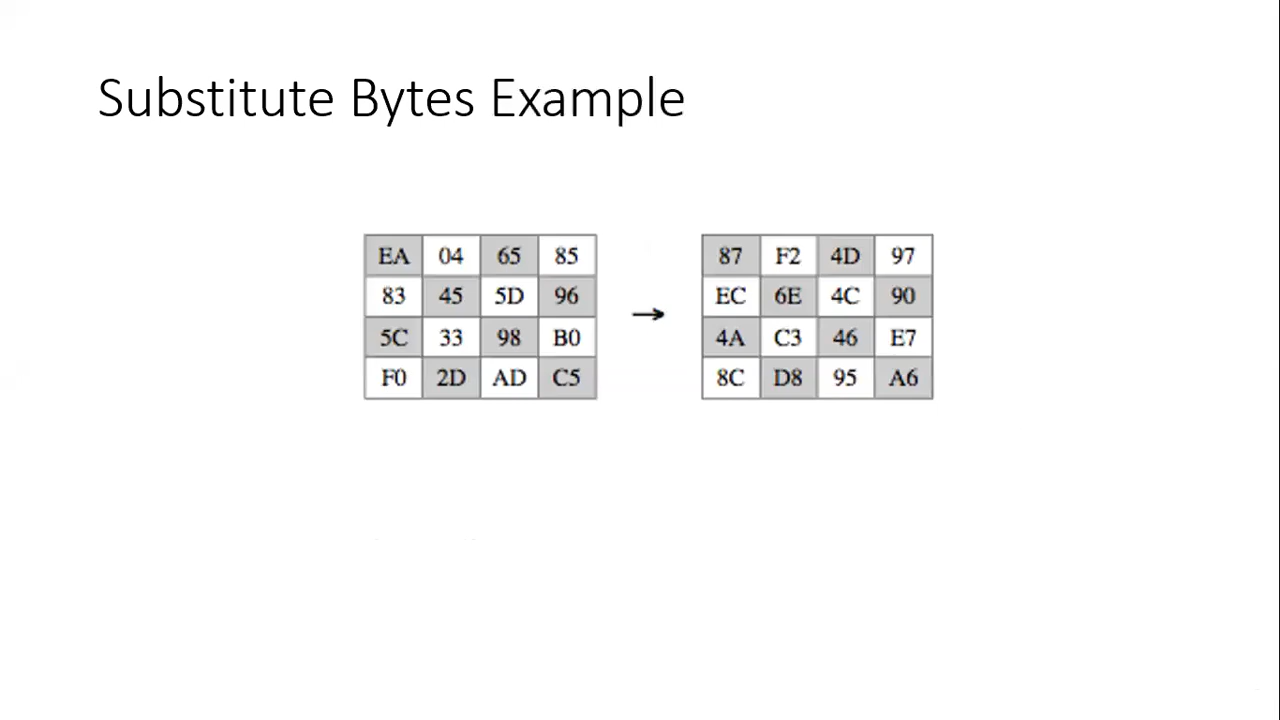 Substitute Bytes Example
EA 04 65 85 87 F2 4D 97
83 45 5D 96 EC 6E 4C 90
→
5C 33 98 B0 4A C3 46 E7
F0 2D AD C5 8C D8 95 A6